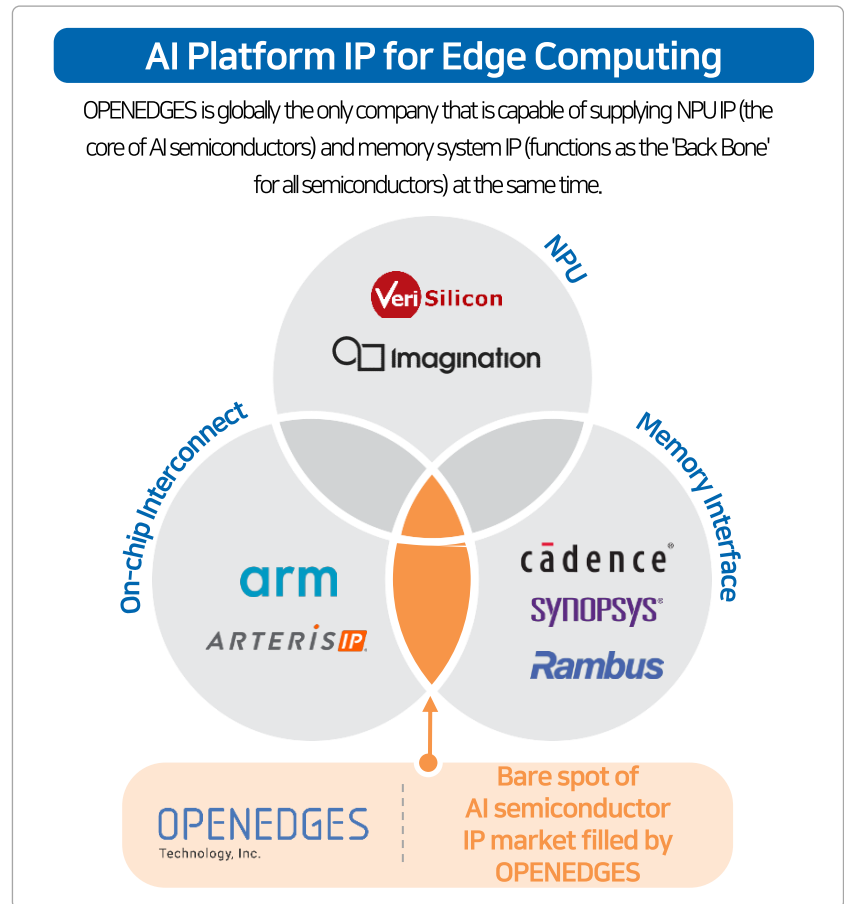 AI Platform IP for Edge Computing
OPENEDGES is globally the only company that is capable of supplying NPU IP (the
core of AI semiconductors) and memory system IP (functions as the 'Back Bone'
for all semiconductors) at the same time.
NPU
VeriSilicon
Imagination
On-chip Interconnect
Memory Interface
arm
ARTERIS IP
cādence®
SYNOPSYS®
Rambus
OPENEDGES
Technology, Inc.
Bare spot of
AI semiconductor
IP market filled by
OPENEDGES